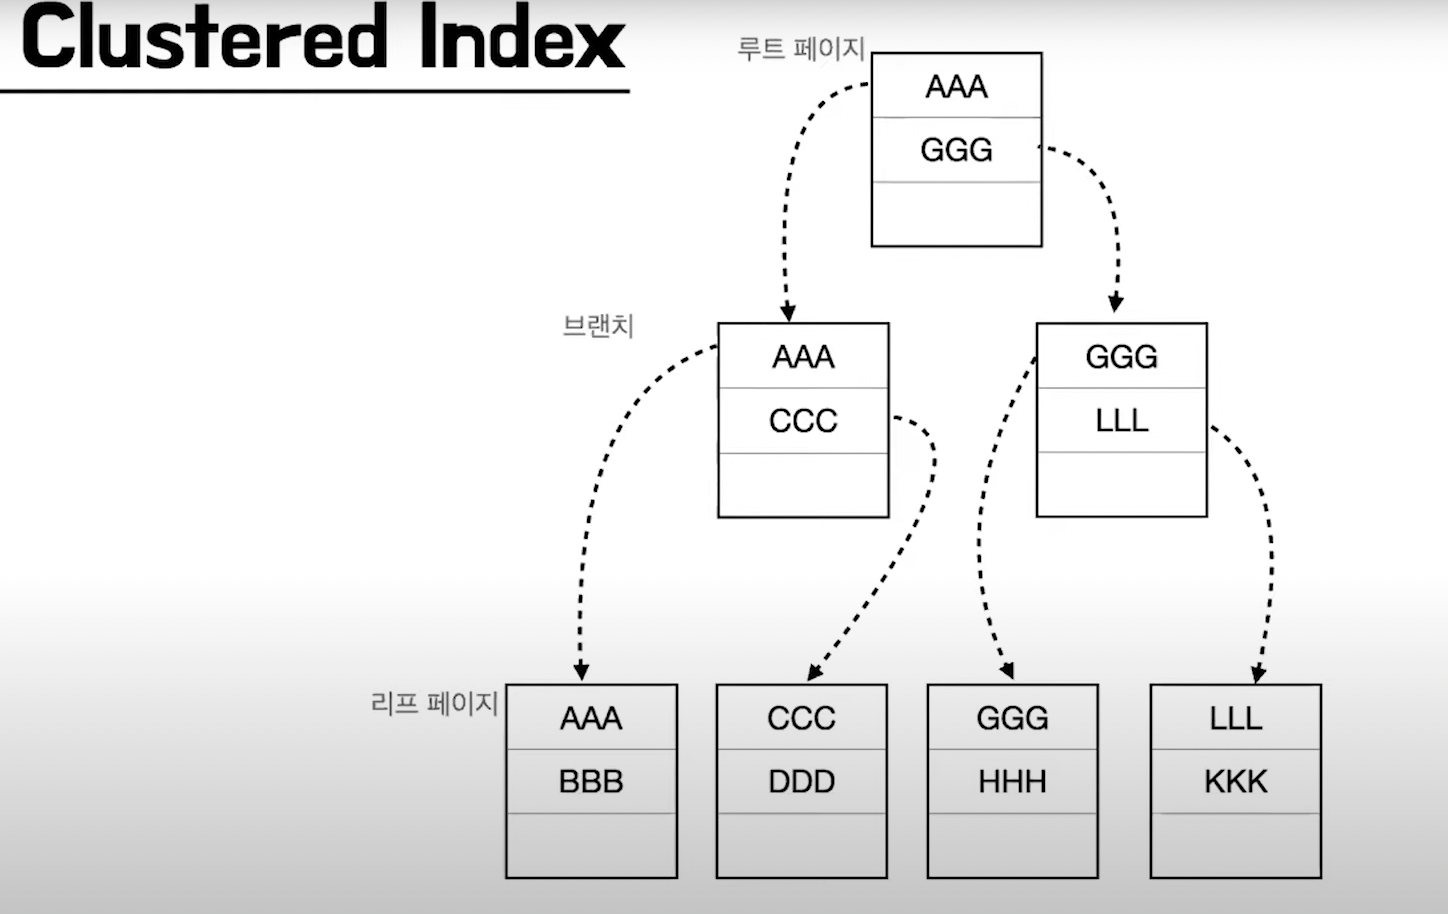 Clustered Index
루트 페이지
AAA
GGG
브랜치
AAA
CCC
GGG
LLL
리프 페이지
AAA
BBB
CCC
DDD
GGG
HHH
LLL
KKK